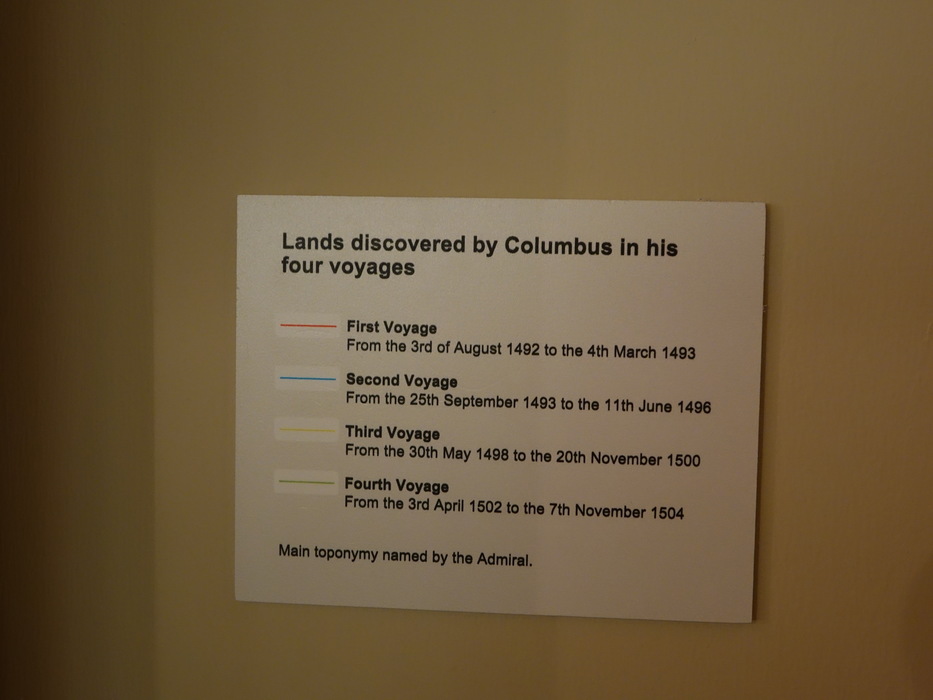 Lands discovered by Columbus in his
four voyages
First Voyage
From the 3rd of August 1492 to the 4th March 1493
Second Voyage
From the 25th September 1493 to the 11th June 1496
Third Voyage
From the 30th May 1498 to the 20th November 1500
Fourth Voyage
From the 3rd April 1502 to the 7th November 1504
Main toponymy named by the Admiral.